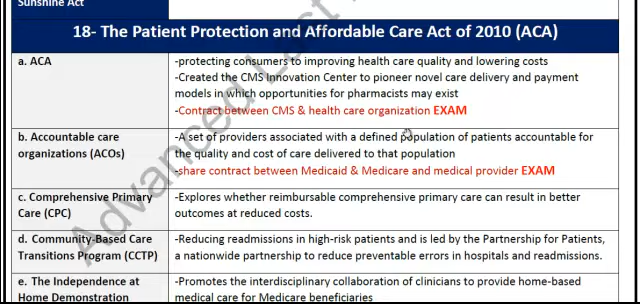 Sunshine Act
18- The Patient Protection and Affordable Care Act of 2010 (ACA)
a. ACA
-protecting consumers to improving health care quality and lowering costs
-Created the CMS Innovation Center to pioneer novel care delivery and payment
models in which opportunities for pharmacists may exist
-Contract between CMS & health care organization EXAM
b. Accountable care
organizations (ACOs)
-A set of providers associated with a defined population of patients accountable for
the quality and cost of care delivered to that population
-share contract between Medicaid & Medicare and medical provider EXAM
c. Comprehensive Primary
Care (CPC)
-Explores whether reimbursable comprehensive primary care can result in better
outcomes at reduced costs.
d. Community-Based Care
Transitions Program (CCTP)
-Reducing readmissions in high-risk patients and is led by the Partnership for Patients,
a nationwide partnership to reduce preventable errors in hospitals and readmissions.
e. The Independence at
Home Demonstration
-Promotes the interdisciplinary collaboration of clinicians to provide home-based
medical care for Medicare beneficiaries
Advanced